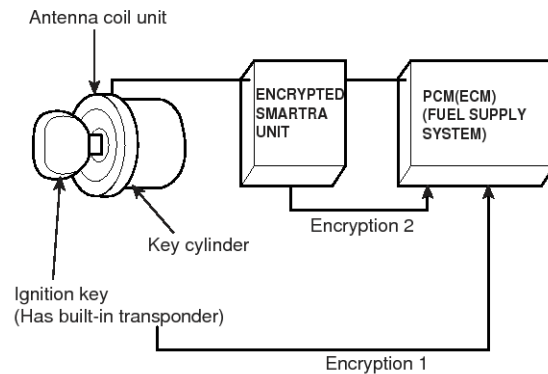 Antenna coil unit
ENCRYPTED
SMARTRA
UNIT
PCM(ECM)
(FUEL SUPPLY
SYSTEM)
Encryption 2
Key cylinder
Ignition key
(Has built-in transponder)
Encryption 1